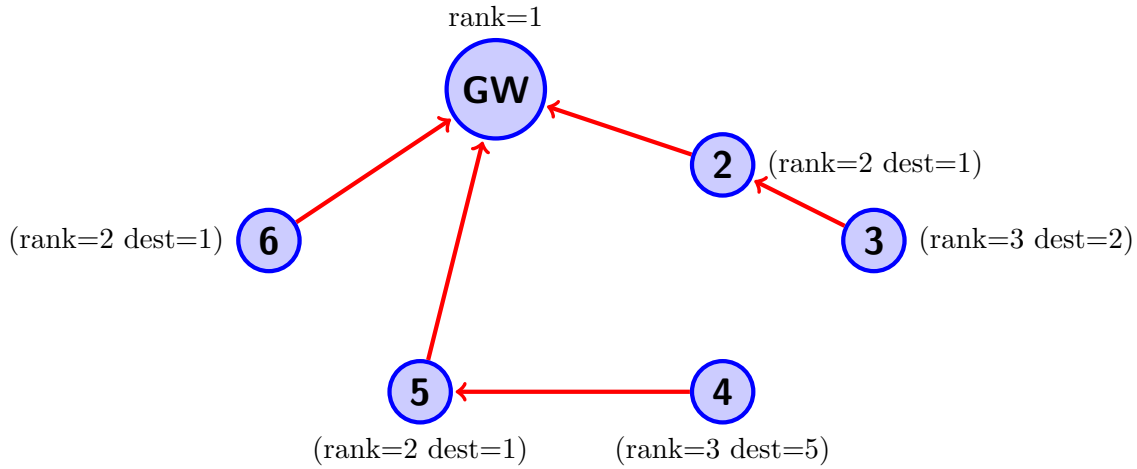 rank=1
GW
2
(rank=2 dest=1)
(rank=2 dest=1)
6
3
(rank=3 dest=2)
5
4
(rank=2 dest=1)
(rank=3 dest=5)